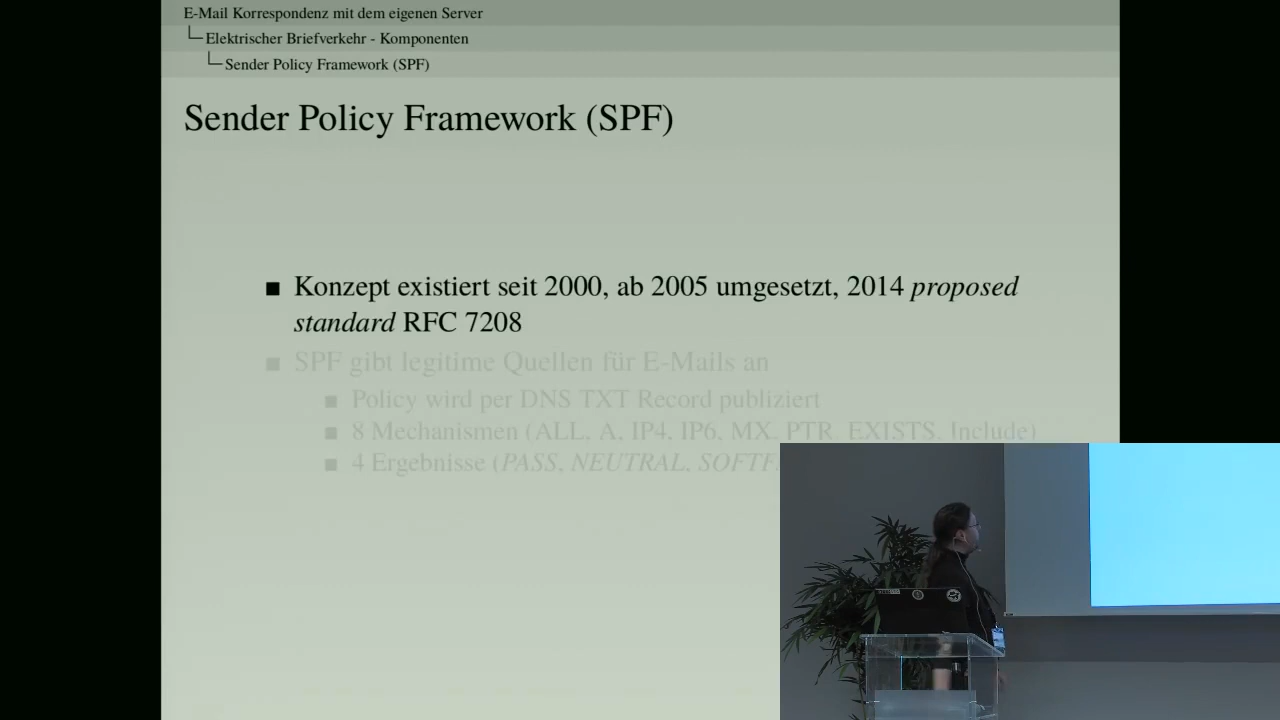 E-Mail Korrespondenz mit dem eigenen Server
Elektrischer Briefverkehr - Komponenten
Sender Policy Framework (SPF)
Sender Policy Framework (SPF)
Konzept existiert seit 2000, ab 2005 umgesetzt, 2014 proposed
standard RFC 7208
SPF gibt legitime Quellen für E-Mails an
Policy wird per DNS TXT Record publiziert
8 Mechanismen (ALL, A, IP4, IP6, MX, PTR, EXISTS, Include)
4 Ergebnisse (PASS, NEUTRAL,